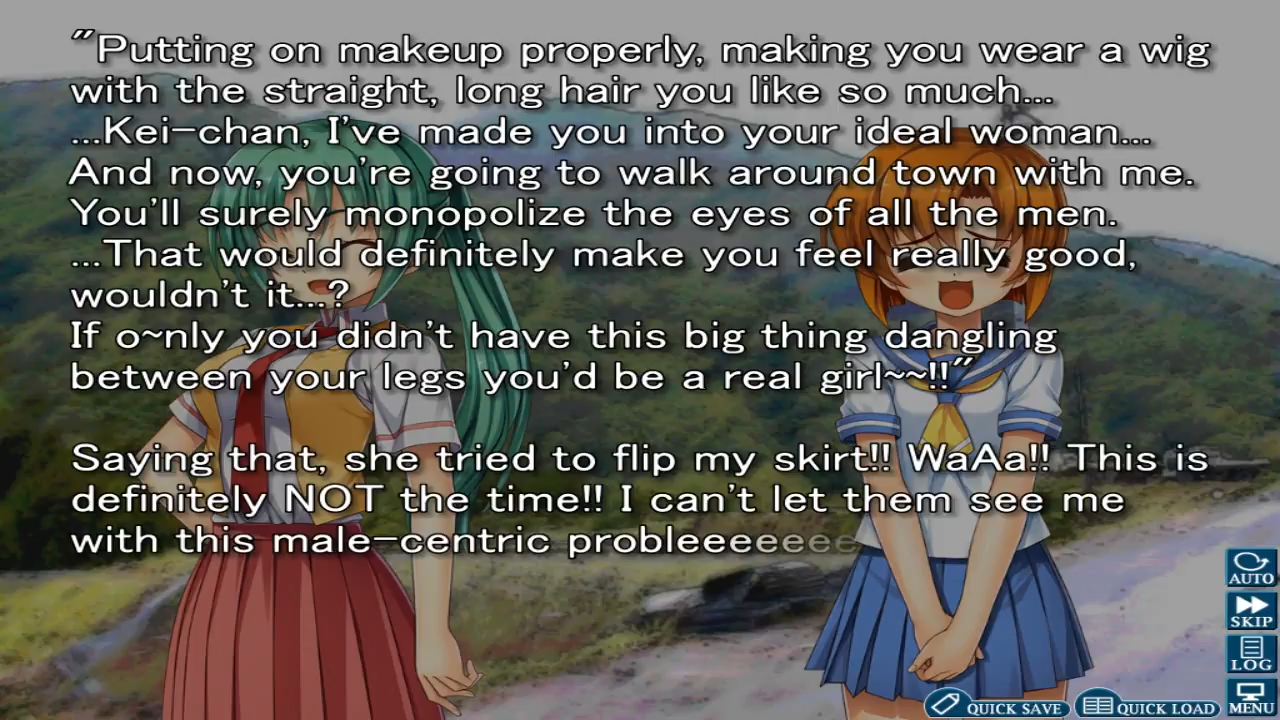 "Putting on makeup properly, making you wear a wig
with the straight, long hair you like so much...
...Kei-chan, I've made you into your ideal woman...
And now, you're going to walk around town with me.
You'll surely monopolize the eyes of all the men.
...That would definitely make you feel really good,
wouldn't it...?
If o~nly you didn't have this big thing dangling
between your legs you'd be a real girl~~!!"
Saying that, she tried to flip my skirt!! WaAa!! This is
definitely NOT the time!! I can't let them see me
with this male-centric probleeeeeeee
AUTO
SKIP
LOG
MENU
QUICK SAVE
QUICK LOAD